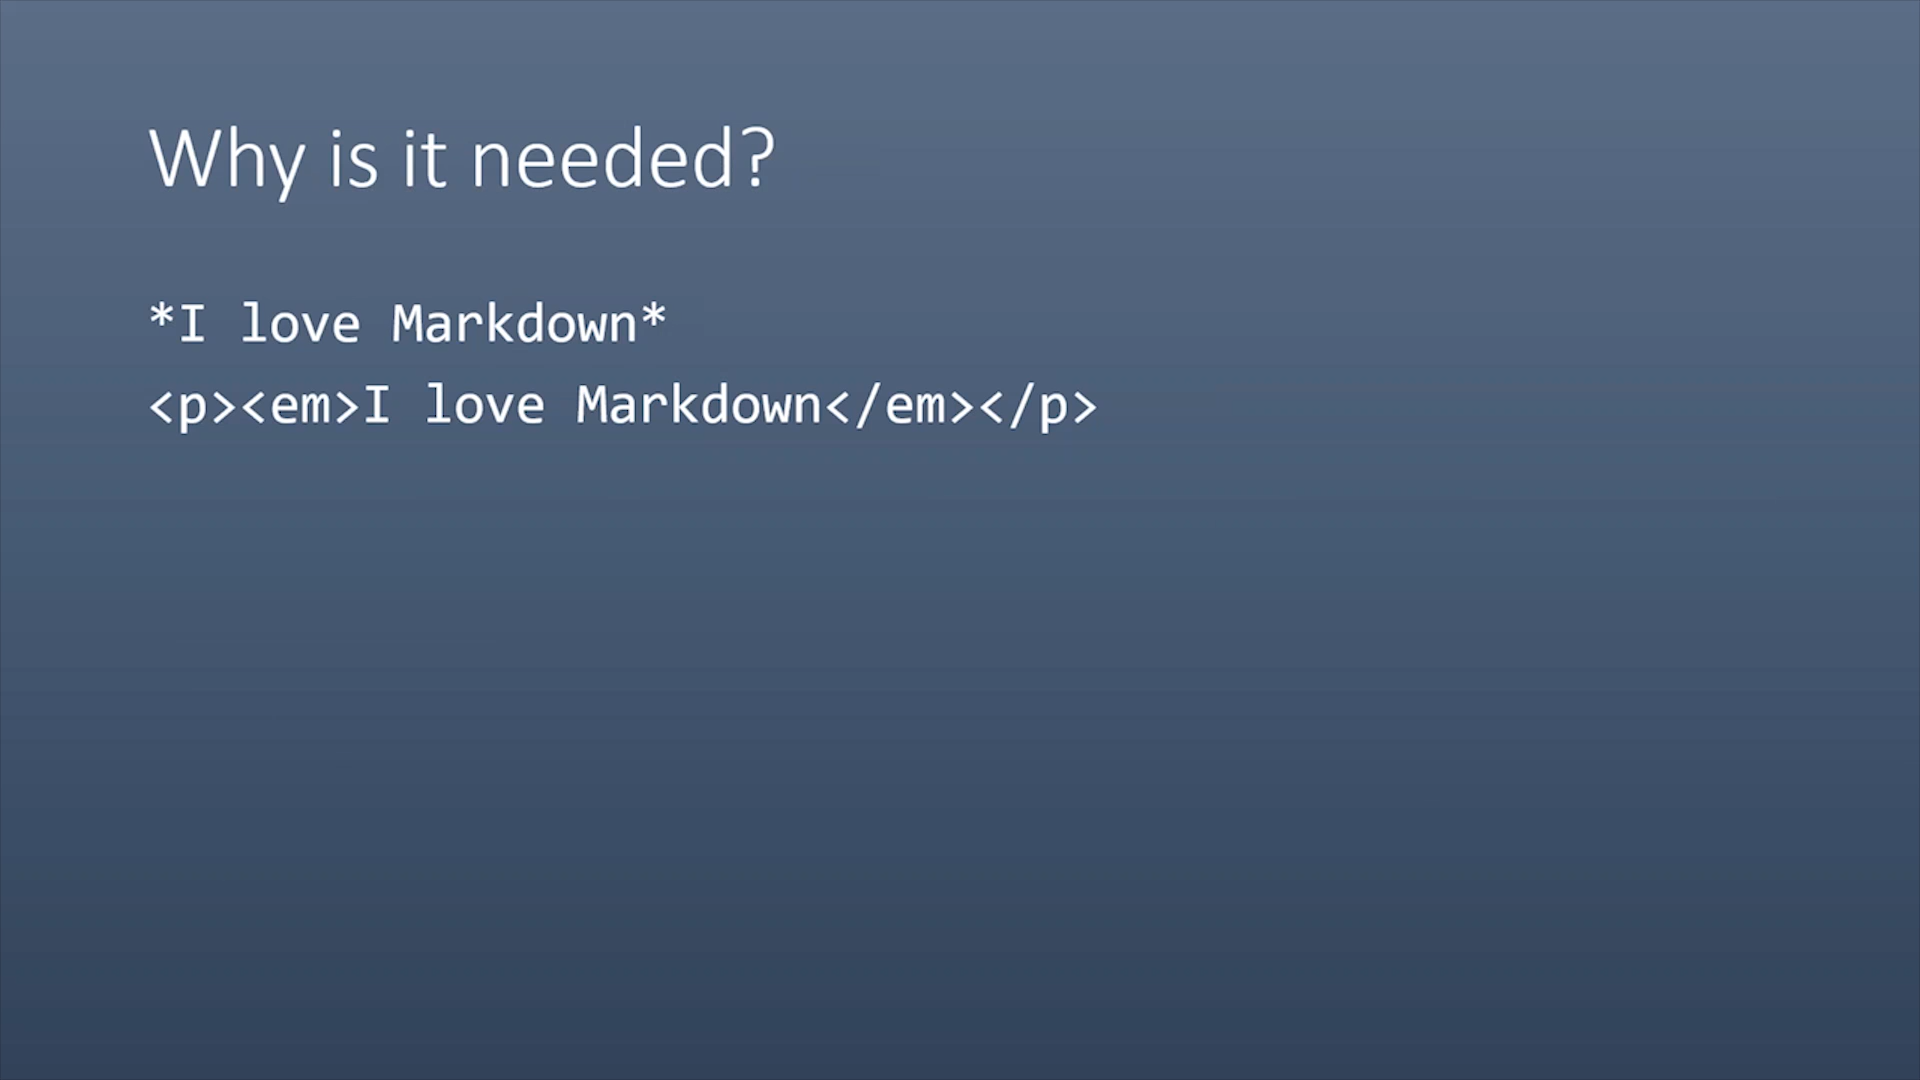 Why is it needed?
*I love Markdown*
<p><em>I love Markdown</em></p>